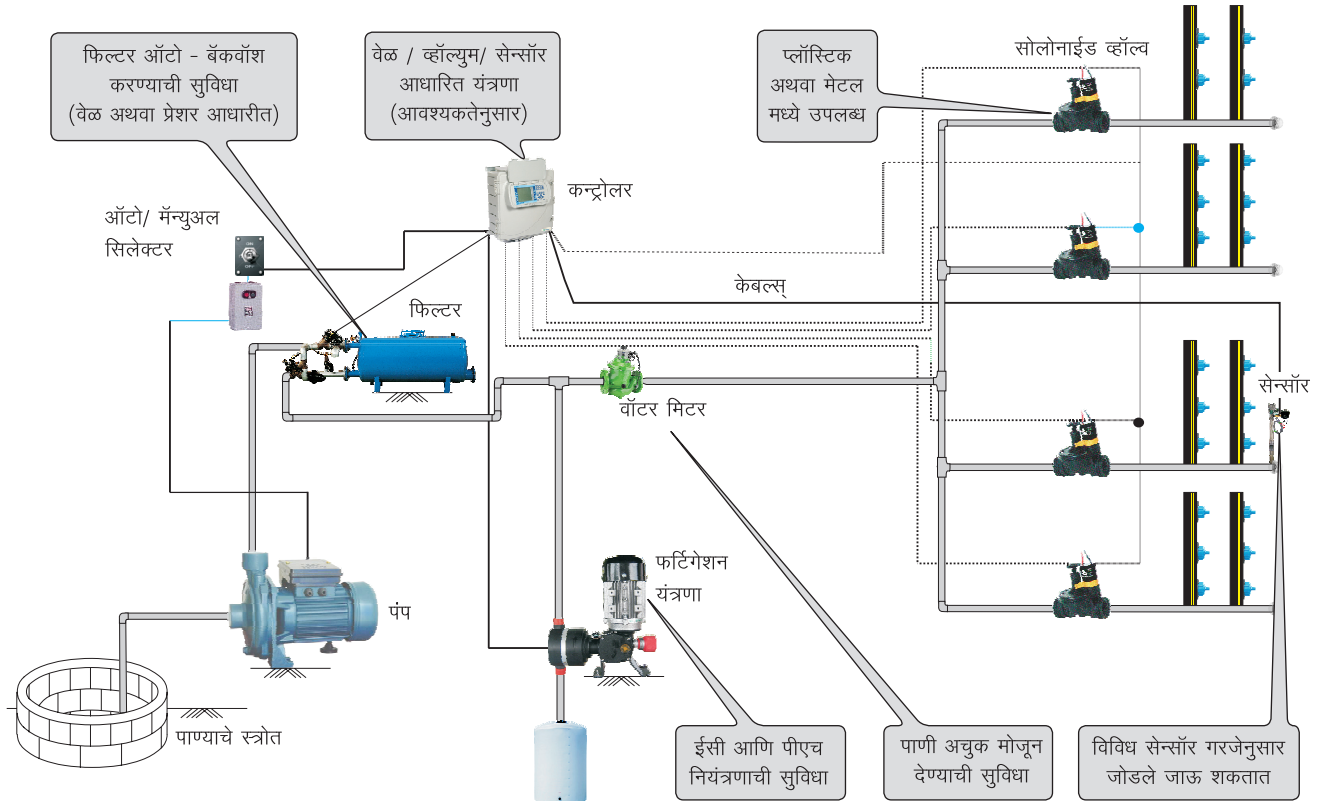 फिल्टर ऑटो - बॅकवॉश
करण्याची सुविधा
(वेळ अथवा प्रेशर आधारीत)
वेळ / व्हॉल्युम/ सेन्सॉर
आधारित यंत्रणा
(आवश्यकतेनुसार)
प्लॉस्टिक
अथवा मेटल
मध्ये उपलब्ध
सोलोनाईड व्हॉल्व
कन्ट्रोलर
ऑटो/ मॅन्युअल
सिलेक्टर
केबल्स्
फिल्टर
वॉटर मिटर
सेन्सॉर
फर्टिगेशन
यंत्रणा
पंप
पाण्याचे स्त्रोत
ईसी आणि पीएच
नियंत्रणाची सुविधा
पाणी अचुक मोजून
देण्याची सुविधा
विविध सेन्सॉर गरजेनुसार
जोडले जाऊ शकतात